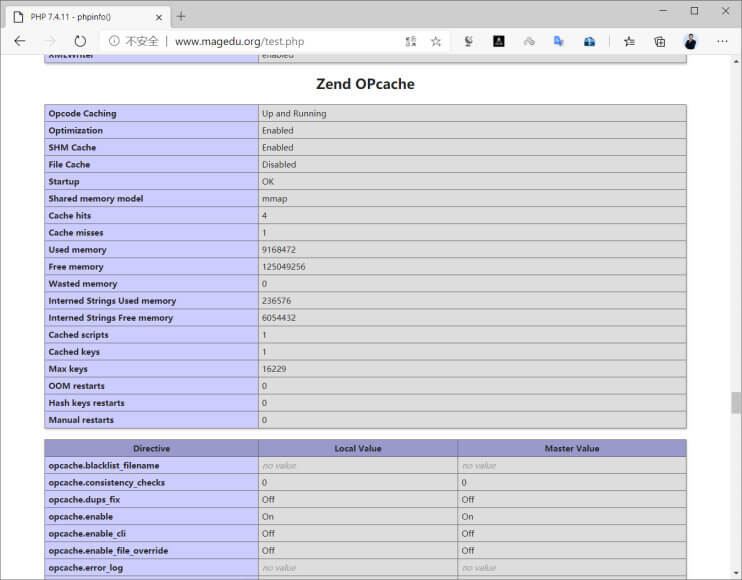 PHP 7.4.11 - phpinfo()
不安全 | www.magedu.org/test.php
XMLWriter enabled
Zend OPcache
Opcode Caching Up and Running
Optimization Enabled
SHM Cache Enabled
File Cache Disabled
Startup OK
Shared memory model mmap
Cache hits 4
Cache misses 1
Used memory 9168472
Free memory 125049256
Wasted memory 0
Interned Strings Used memory 236576
Interned Strings Free memory 6054432
Cached scripts 1
Cached keys 1
Max keys 16229
OOM restarts 0
Hash keys restarts 0
Manual restarts 0
Directive Local Value Master Value
opcache.blacklist_filename no value no value
opcache.consistency_checks 0 0
opcache.dups_fix Off Off
opcache.enable On On
opcache.enable_cli Off Off
opcache.enable_file_override Off Off
opcache.error_log no value no value